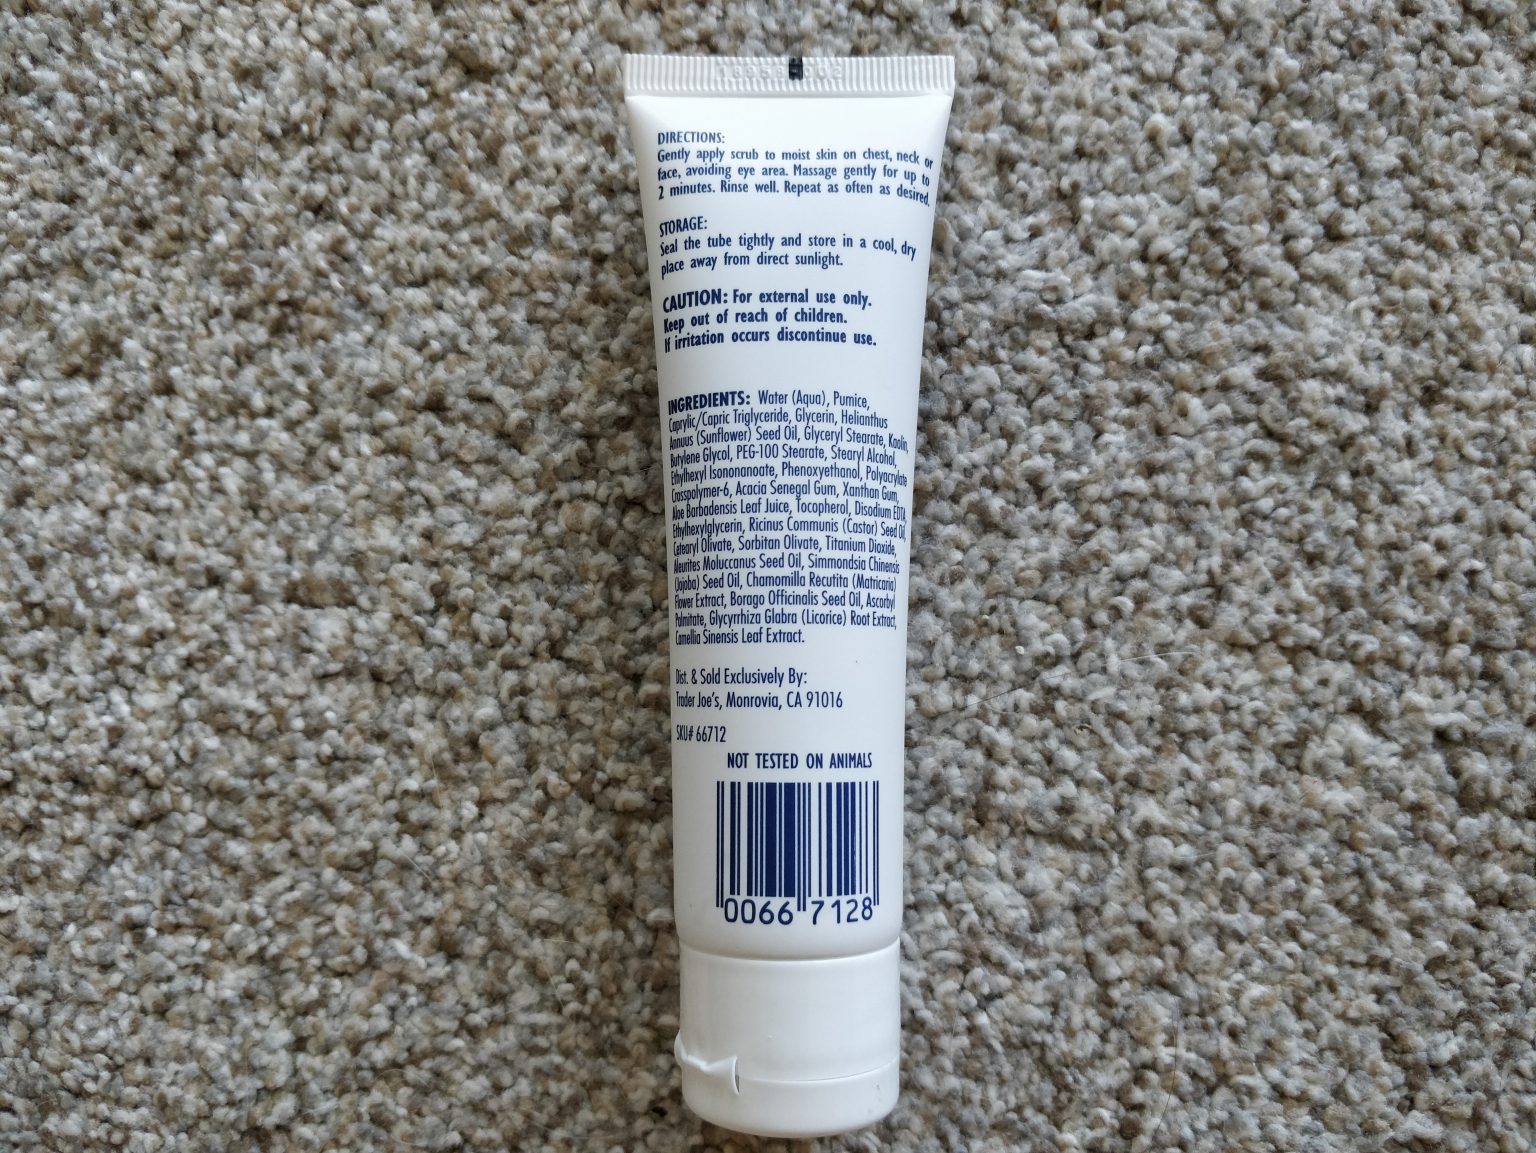 DIRECTIONS:
Gently apply scrub to moist skin on chest, neck or
face, avoiding eye area. Massage gently for up to
2 minutes. Rinse well. Repeat as often as desired.
STORAGE:
Seal the tube tightly and store in a cool, dry
place away from direct sunlight.
CAUTION: For external use only.
Keep out of reach of children.
If irritation occurs discontinue use.
INGREDIENTS: Water (Aqua), Pumice,
Caprylic/Capric Triglyceride, Glycerin, Helianthus
Annuus (Sunflower) Seed Oil, Glyceryl Stearate, Kaolin,
Butylene Glycol, PEG-100 Stearate, Stearyl Alcohol,
Ethylhexyl Isononanoate, Phenoxyethanol, Polyacrylate
Crosspolymer-6, Acacia Senegal Gum, Xanthan Gum,
Aloe Barbadensis Leaf Juice, Tocopherol, Disodium EDTA,
Ethylhexylglycerin, Ricinus Communis (Castor) Seed Oil,
Cetearyl Olivate, Sorbitan Olivate, Titanium Dioxide,
Aleurites Moluccanus Seed Oil, Simmondsia Chinensis
(Jojoba) Seed Oil, Chamomilla Recutita (Matricaria)
Flower Extract, Borago Officinalis Seed Oil, Ascorbyl
Palmitate, Glycyrrhiza Glabra (Licorice) Root Extract,
Camellia Sinensis Leaf Extract.
Dist. & Sold Exclusively By:
Trader Joe's, Monrovia, CA 91016
SKU# 66712
NOT TESTED ON ANIMALS
0066 7128